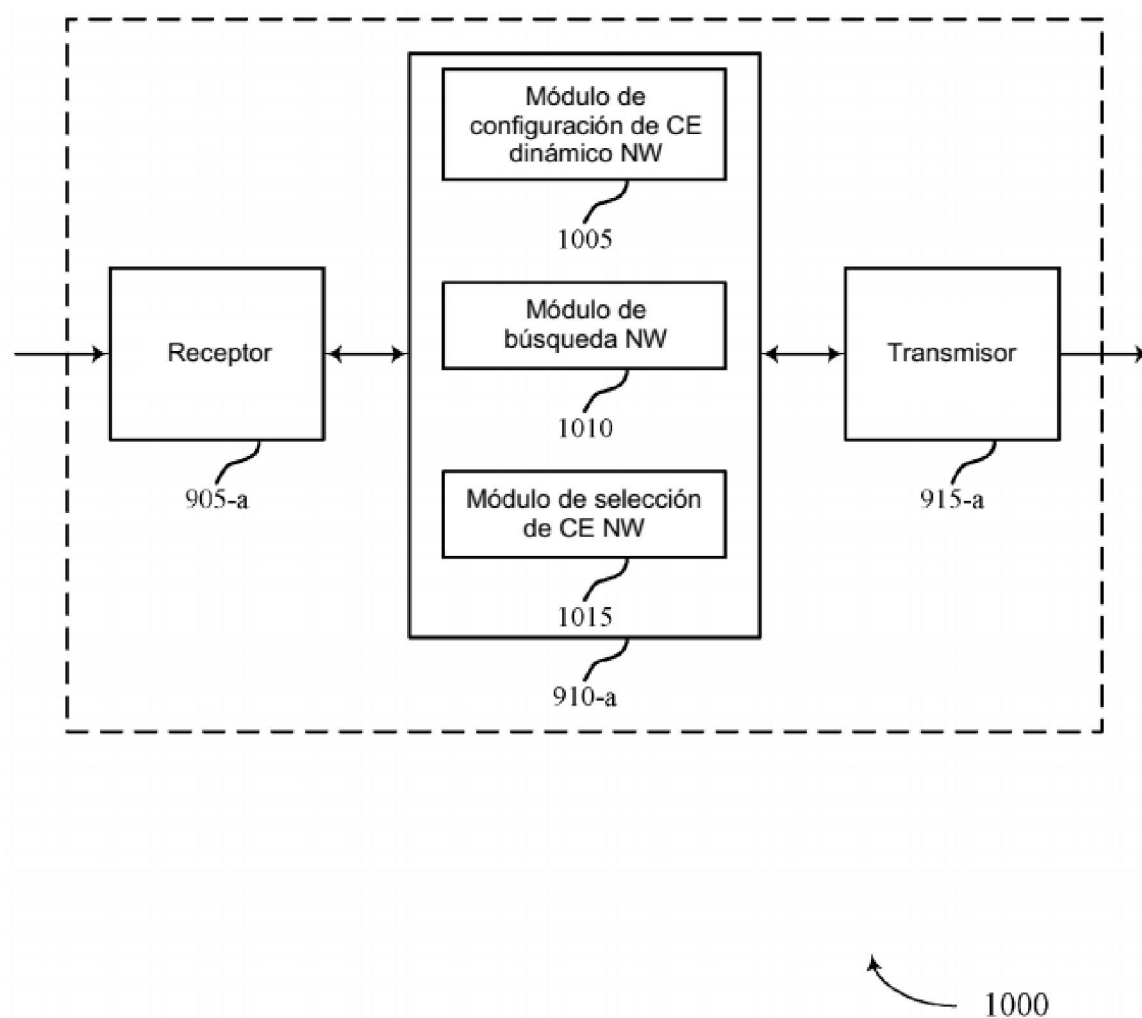 Módulo de
configuración de CE
dinámico NW
1005
Módulo de
búsqueda NW
1010
Módulo de selección
de CE NW
1015
910-a
Receptor
905-a
Transmisor
915-a
1000